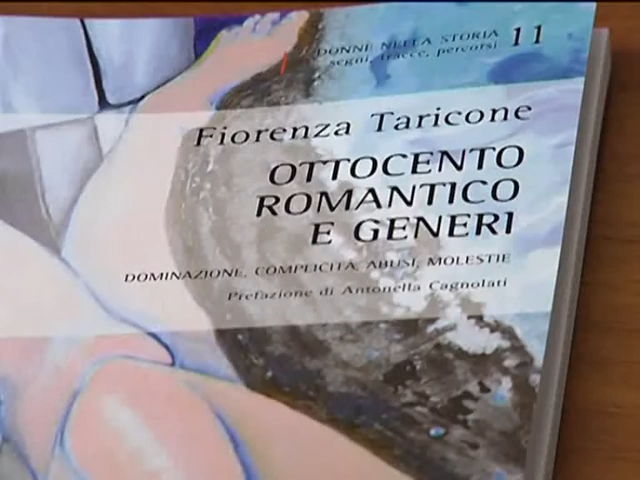 DONNE NELLA STORIA 11
segni, tracce, percorsi
Fiorenza Taricone
OTTOCENTO
ROMANTICO
E GENERI
DOMINAZIONE, COMPLICITÀ, ABUSI, MOLESTIE
Prefazione di Antonella Cagnolati